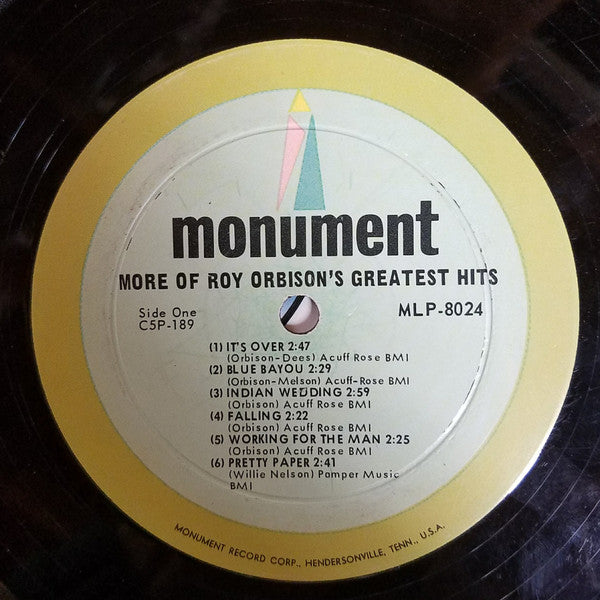 monument
MORE OF ROY ORBISON'S GREATEST HITS
Side One
C5P-189
MLP-8024
(1) IT'S OVER 2:47
(Orbison-Dees) Acuff Rose BMI
(2) BLUE BAYOU 2:29
(Orbison-Melson) Acuff-Rose BMI
(3) INDIAN WEDDING 2:59
(Orbison) Acuff Rose BMI
(4) FALLING 2:22
(Orbison) Acuff Rose BMI
(5) WORKING FOR THE MAN 2:25
(Orbison) Acuff Rose BMI
(6) PRETTY PAPER 2:41
(Willie Nelson) Pamper Music
BMI
MONUMENT RECORD CORP., HENDERSONVILLE, TENN., U.S.A.